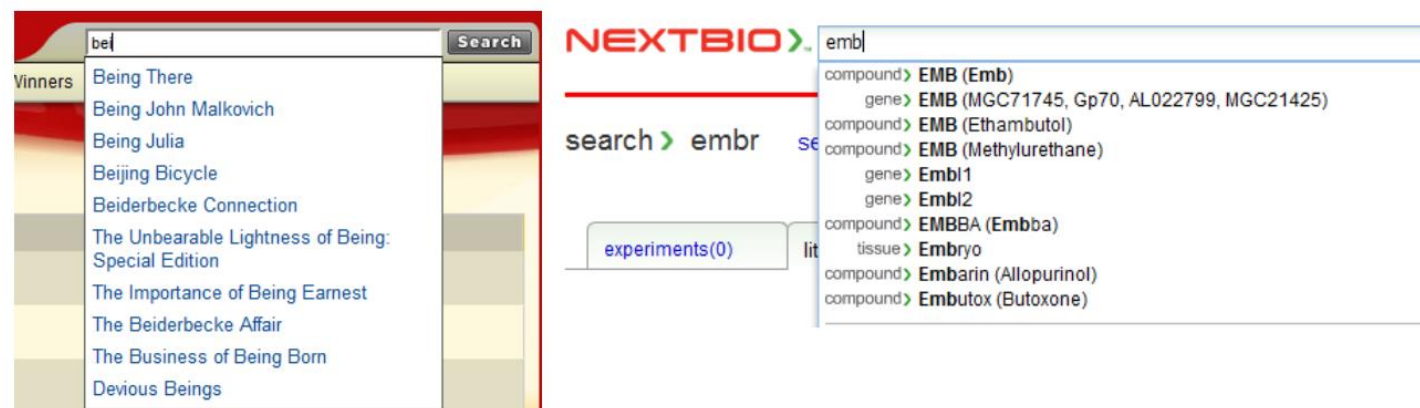 bei
Search
Winners
Being There
Being John Malkovich
Being Julia
Beijing Bicycle
Beiderbecke Connection
The Unbearable Lightness of Being:
Special Edition
The Importance of Being Earnest
The Beiderbecke Affair
The Business of Being Born
Devious Beings
NEXTBIO
emb
compound› EMB (Emb)
gene› EMB (MGC71745, Gp70, AL022799, MGC21425)
compound› EMB (Ethambutol)
search › embr se
compound› EMB (Methylurethane)
gene› Embl1
gene› Embl2
compound› EMBBA (Embba)
experiments(0) lit
tissue› Embryo
compound› Embarin (Allopurinol)
compound› Embutox (Butoxone)